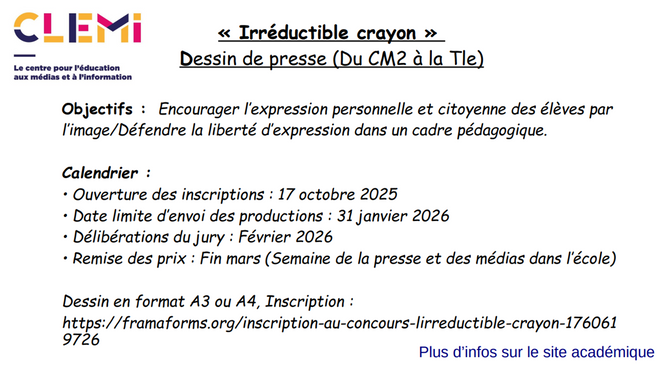 CLEMI
Le centre pour l'éducation
aux médias et à l'information
« Irréductible crayon »
Dessin de presse (Du CM2 à la Tle)
Objectifs : Encourager l'expression personnelle et citoyenne des élèves par
l'image/Défendre la liberté d'expression dans un cadre pédagogique.
Calendrier :
• Ouverture des inscriptions : 17 octobre 2025
• Date limite d'envoi des productions : 31 janvier 2026
• Délibérations du jury : Février 2026
• Remise des prix : Fin mars (Semaine de la presse et des médias dans l'école)
Dessin en format A3 ou A4, Inscription :
https://framaforms.org/inscription-au-concours-lirreductible-crayon-176061
9726
Plus d'infos sur le site académique